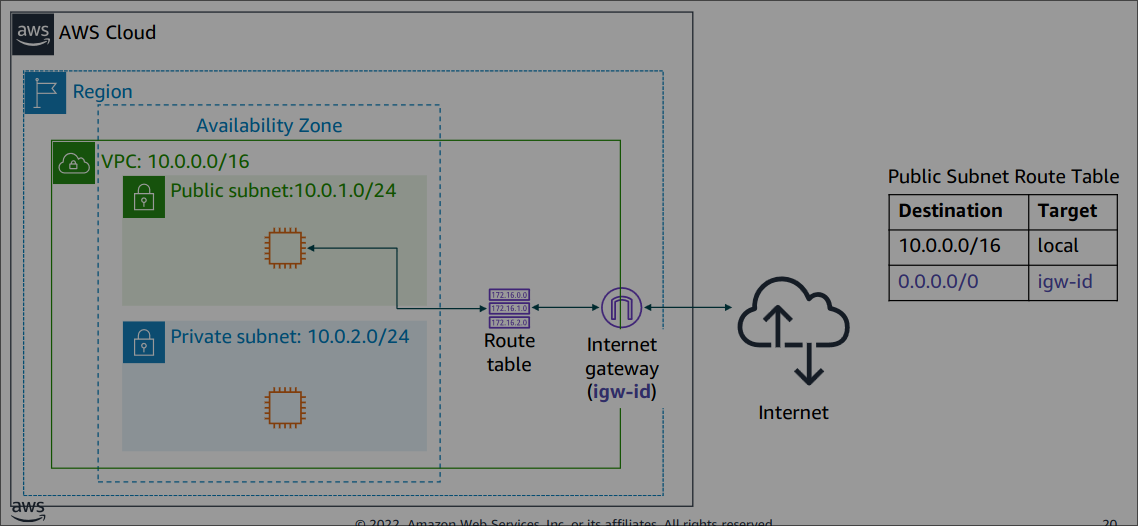 aws
AWS Cloud
Region
Availability Zone
VPC: 10.0.0.0/16
Public subnet:10.0.1.0/24
Private subnet: 10.0.2.0/24
172.16.0.0
172.16.1.0
172.16.2.0
Route
table
Internet
gateway
(igw-id)
Internet
Public Subnet Route Table
Destination Target
10.0.0.0/16 local
0.0.0.0/0 igw-id
aws
© 2022, Amazon Web Services, Inc. or its affiliates. All rights reserved.
20